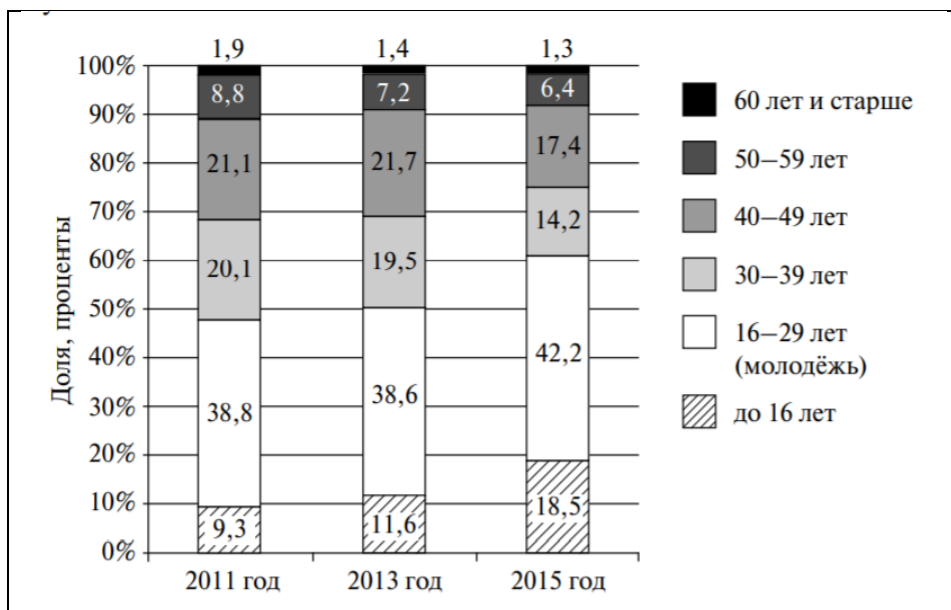 1,9 1,4 1,3
100%
90%
80%
70%
60%
50%
40%
30%
20%
10%
0%
Доля, проценты
8,8 7,2 6,4
21,1 21,7 17,4
20,1 19,5 14,2
38,8 38,6 42,2
9,3 11,6 18,5
2011 год 2013 год 2015 год
60 лет и старше
50–59 лет
40–49 лет
30–39 лет
16–29 лет
(молодёжь)
до 16 лет